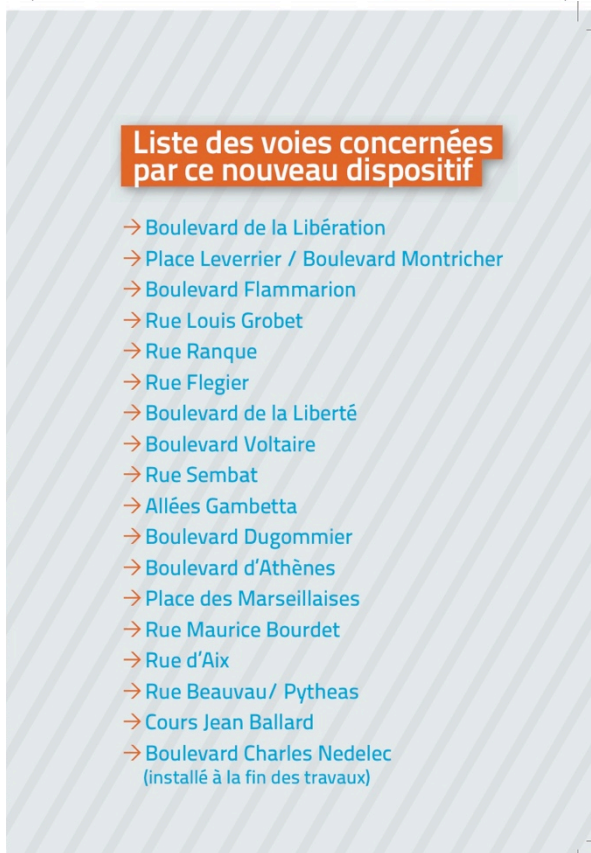 Liste des voies concernées
par ce nouveau dispositif
→ Boulevard de la Libération
→ Place Leverrier / Boulevard Montricher
→ Boulevard Flammarion
→ Rue Louis Grobet
→ Rue Ranque
→ Rue Flegier
→ Boulevard de la Liberté
→ Boulevard Voltaire
→ Rue Sembat
→ Allées Gambetta
→ Boulevard Dugommier
→ Boulevard d'Athènes
→ Place des Marseillaises
→ Rue Maurice Bourdet
→ Rue d'Aix
→ Rue Beauvau/ Pytheas
→ Cours Jean Ballard
→ Boulevard Charles Nedelec
(installé à la fin des travaux)